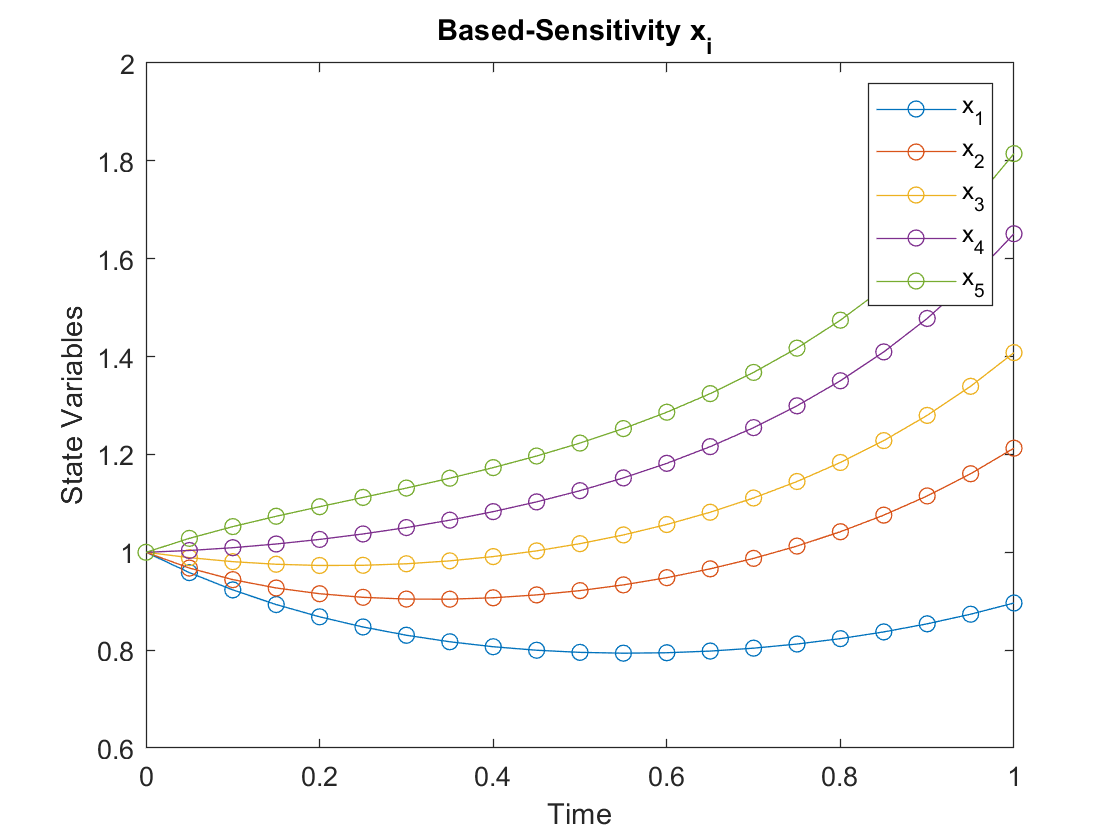 Based-Sensitivity x_i
2
1.8
1.6
1.4
1.2
1
0.8
0.6
State Variables
x_1
x_2
x_3
x_4
x_5
0 0.2 0.4 0.6 0.8 1
Time